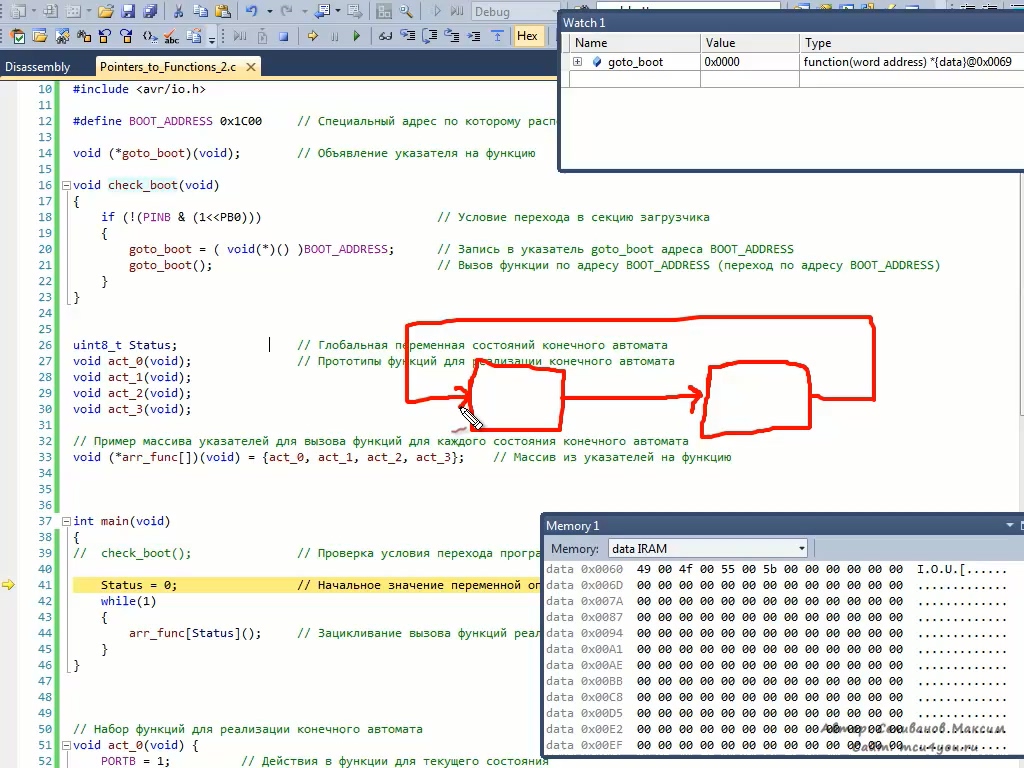 Debug
Hex
Watch 1
Name Value Type
goto_boot 0x0000 function(word address) *{data}@0x0069
Disassembly Pointers_to_Functions_2.c
10 #include <avr/io.h>
11
12 #define BOOT_ADDRESS 0x1C00 // Специальный адрес по которому
13
14 void (*goto_boot)(void); // Объявление указателя на функцию
15
16 void check_boot(void)
17 {
18 if (!(PINB & (1<<PB0))) // Условие перехода в секцию загрузчика
19 {
20 goto_boot = ( void(*)() )BOOT_ADDRESS; // Запись в указатель goto_boot адреса BOOT_ADDRESS
21 goto_boot(); // Вызов функции по адресу BOOT_ADDRESS (переход по адресу BOOT_ADDRESS)
22 }
23 }
24
25
26 uint8_t Status; // Глобальная переменная состояний конечного автомата
27 void act_0(void); // Прототипы функций для реализации конечного автомата
28 void act_1(void);
29 void act_2(void);
30 void act_3(void);
31
32 // Пример массива указателей для вызова функций для каждого состояния конечного автомата
33 void (*arr_func[])(void) = {act_0, act_1, act_2, act_3}; // Массив из указателей на функцию
34
35
36
37 int main(void)
38 {
39 // check_boot(); // Проверка условия перехода
40
41 Status = 0; // Начальное значение переменной
42 while(1)
43 {
44 arr_func[Status](); // Зацикливание вызова функций
45 }
46 }
47
48
49
50 // Набор функций для реализации конечного автомата
51 void act_0(void) {
52 PORTB = 1; // Действия в функции для текущего состояния
Memory 1
Memory: data IRAM
data 0x0060 49 00 4f 00 55 00 5b 00 00 00 00 00 00 I.O.U.[......
data 0x006D 00 00 00 00 00 00 00 00 00 00 00 00 00 .............
data 0x007A 00 00 00 00 00 00 00 00 00 00 00 00 00 .............
data 0x0087 00 00 00 00 00 00 00 00 00 00 00 00 00 .............
data 0x0094 00 00 00 00 00 00 00 00 00 00 00 00 00 .............
data 0x00A1 00 00 00 00 00 00 00 00 00 00 00 00 00 .............
data 0x00AE 00 00 00 00 00 00 00 00 00 00 00 00 00 .............
data 0x00BB 00 00 00 00 00 00 00 00 00 00 00 00 00 .............
data 0x00C8 00 00 00 00 00 00 00 00 00 00 00 00 00 .............
data 0x00D5 00 00 00 00 00 00 00 00 00 00 00 00 00 .............
data 0x00E2 00 00 00 00 00 00 00 00 00 00 00 00 00
data 0x00EF 00 00 00 00 00 00 00 00 00 00 00 00 00
Автор: Селиванов Максим
Сайт: mcu4you.ru